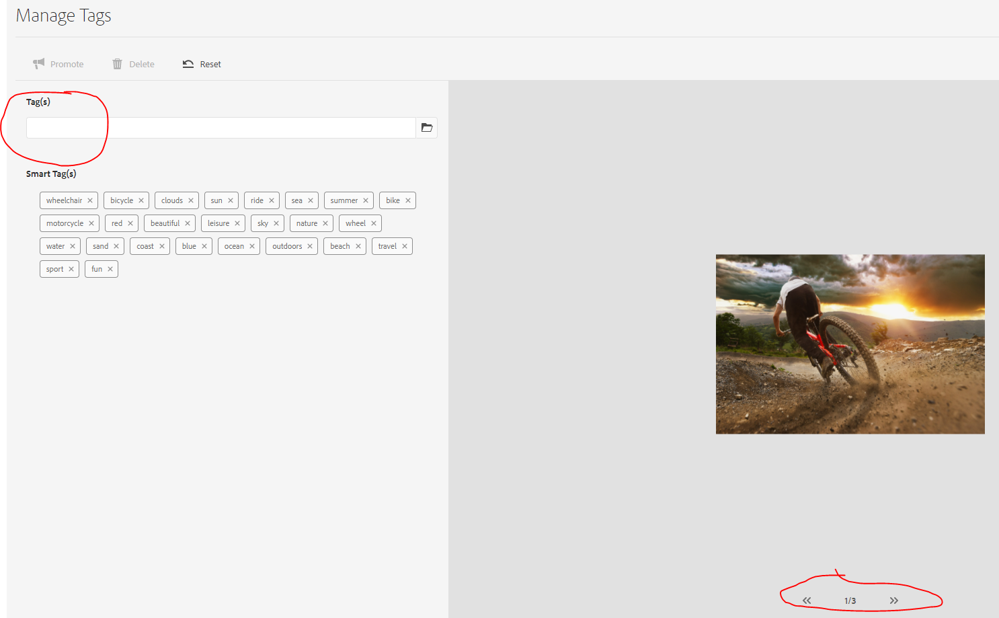 Manage Tags
Promote Delete Reset
Tag(s)
Smart Tag(s)
wheelchair × bicycle × clouds × sun × ride × sea × summer × bike ×
motorcycle × red × beautiful × leisure × sky × nature × wheel ×
water × sand × coast × blue × ocean × outdoors × beach × travel ×
sport × fun ×
« 1/3 »